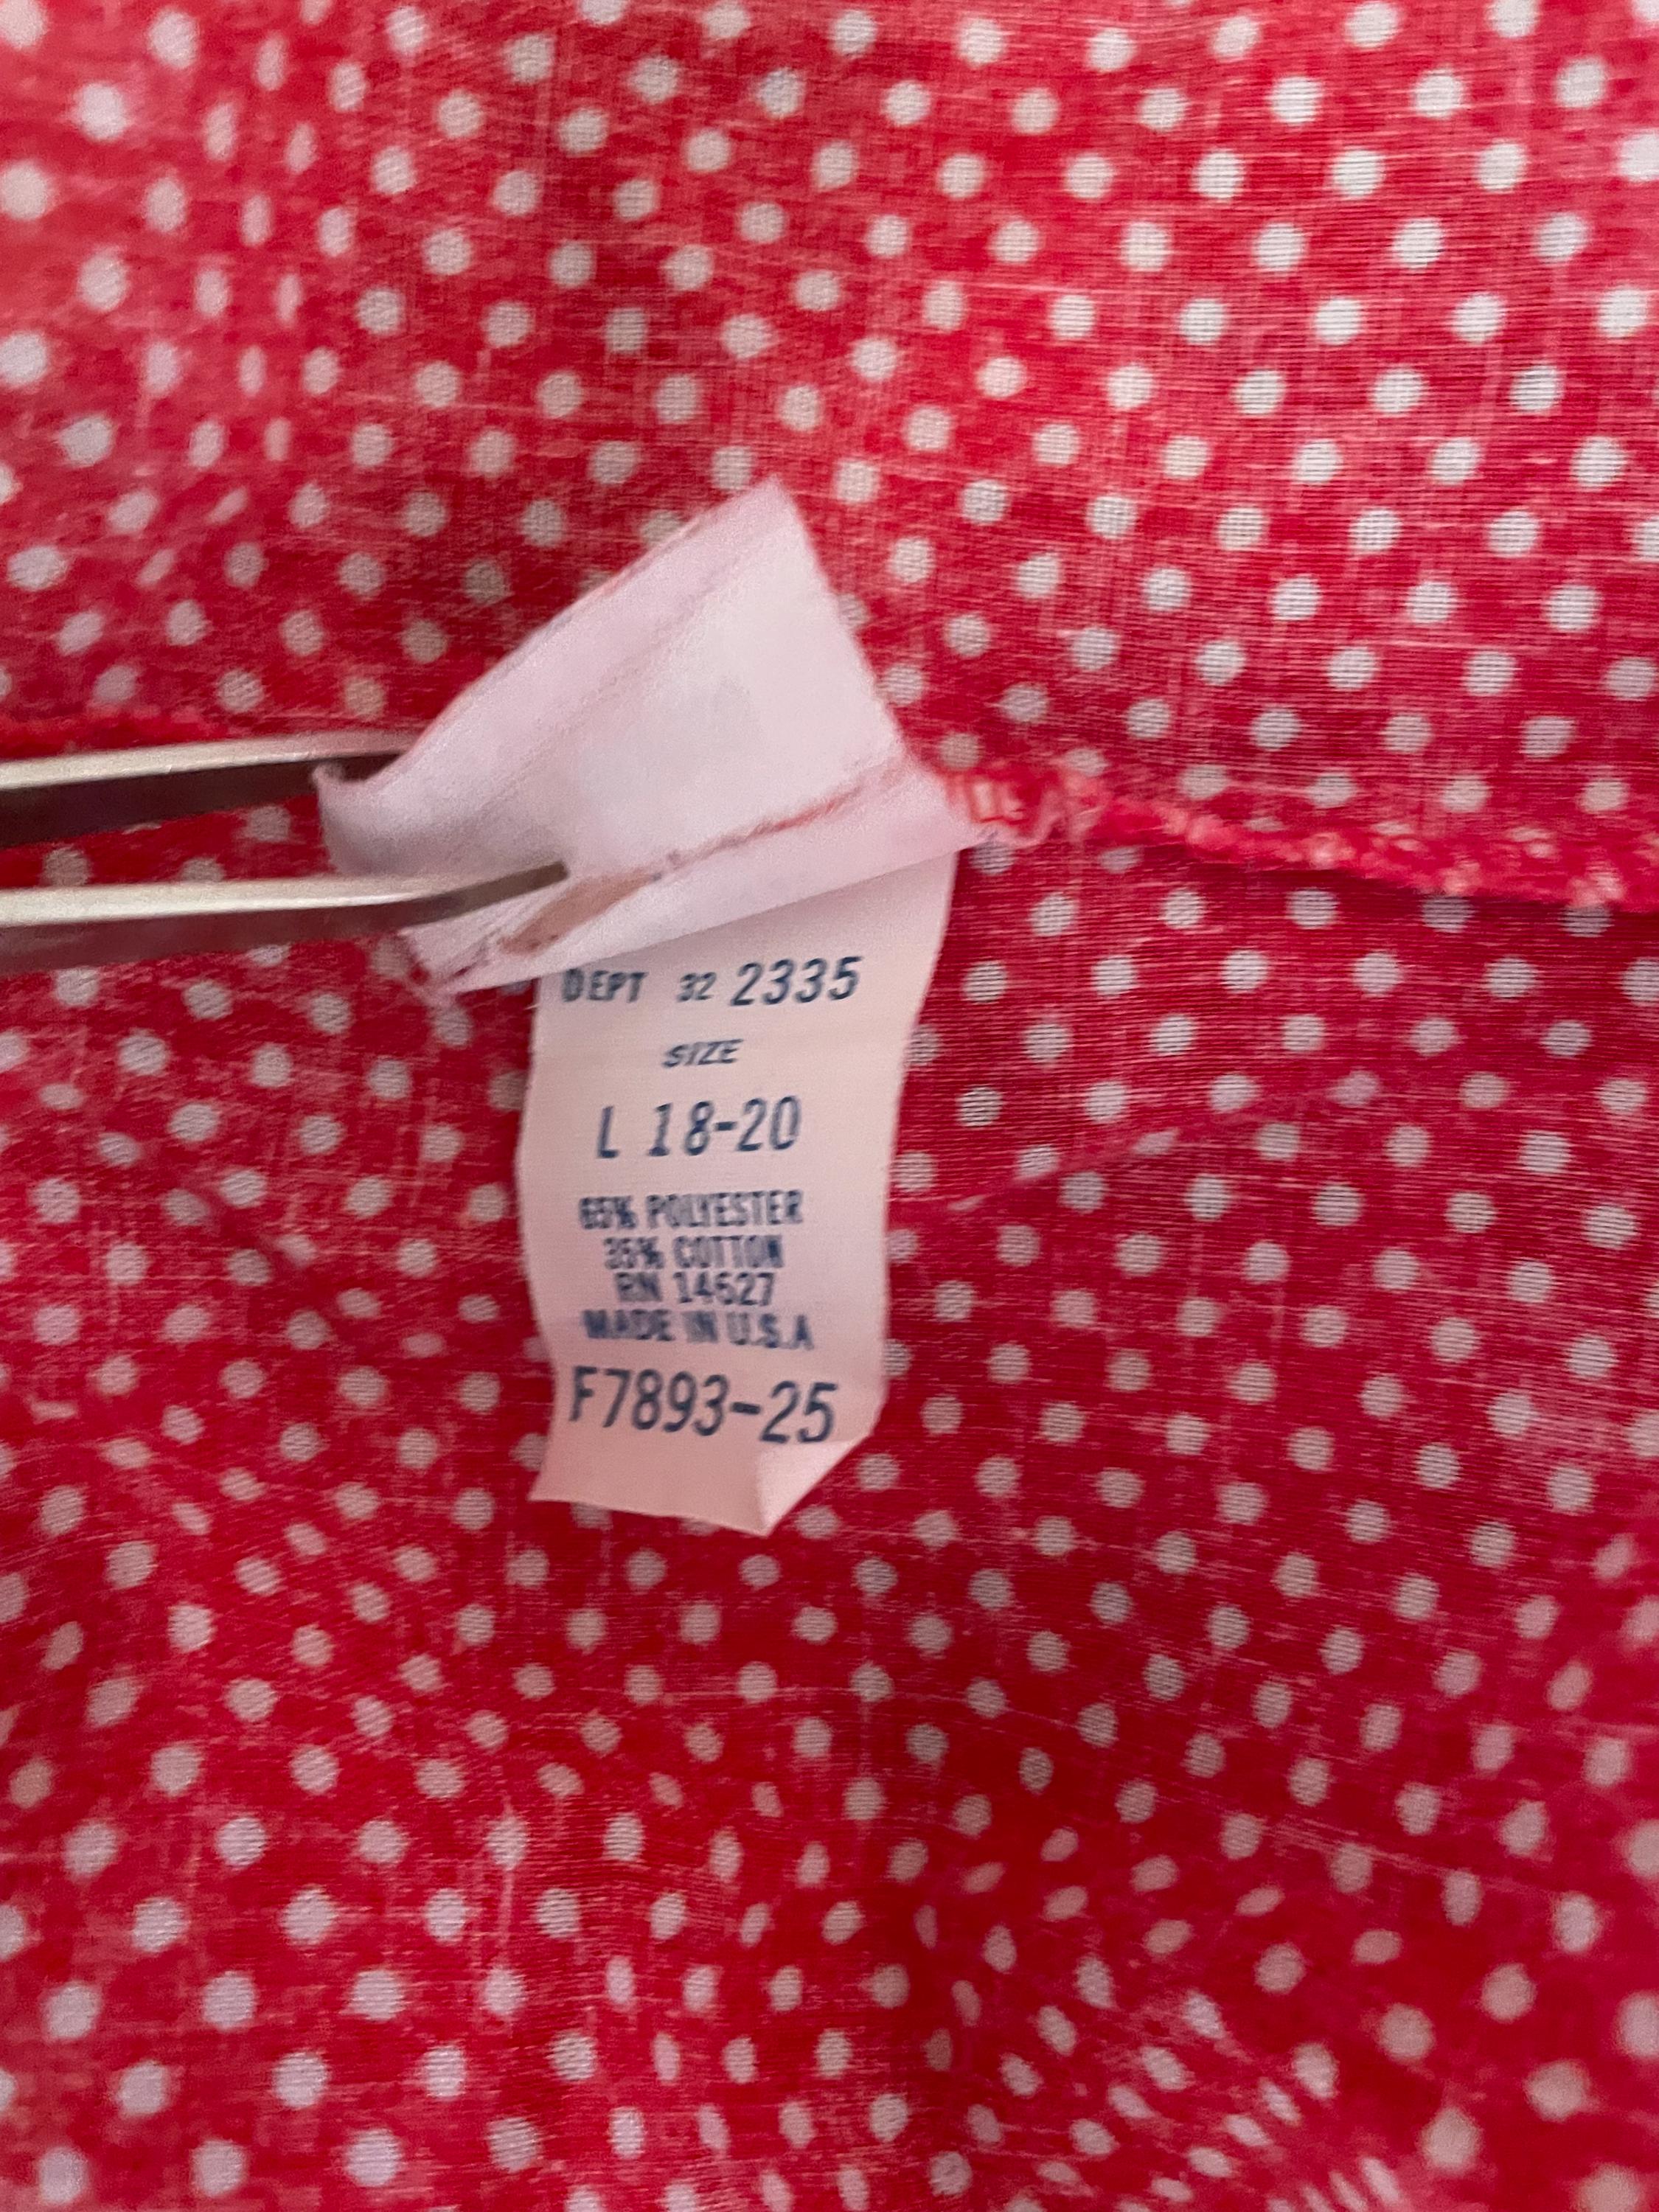 DEPT 32 2335
SIZE
L 18-20
65% POLYESTER
35% COTTON
RN 14627
MADE IN U.S.A
F7893-25